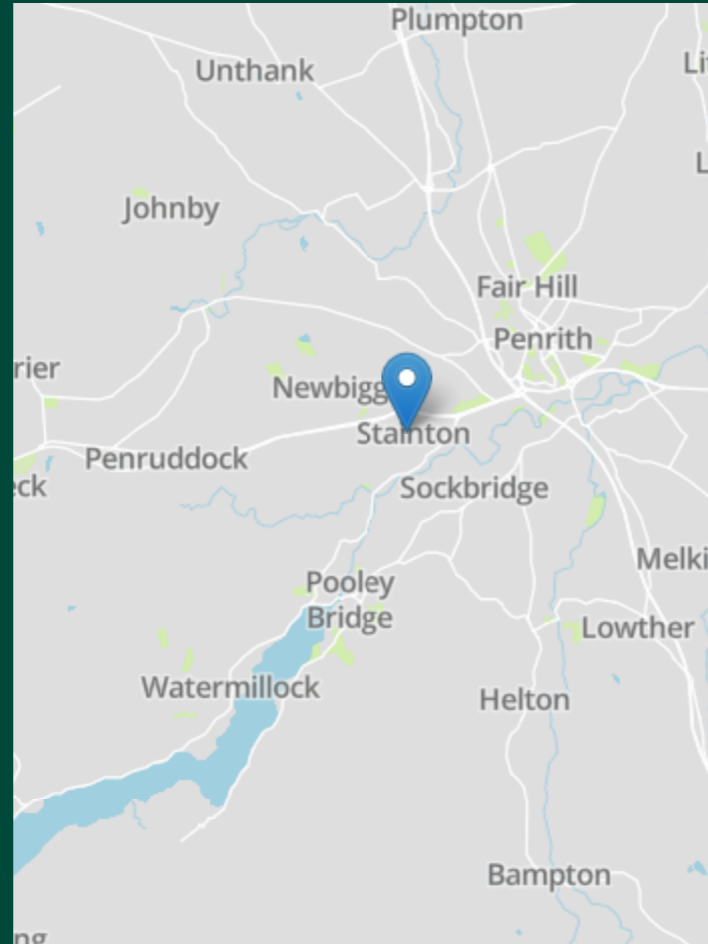 Plumpton
Unthank
Johnby
Fair Hill
Penrith
Stainton
Penruddock
Sockbridge
Pooley
Bridge
Lowther
Watermillock
Helton
Bampton